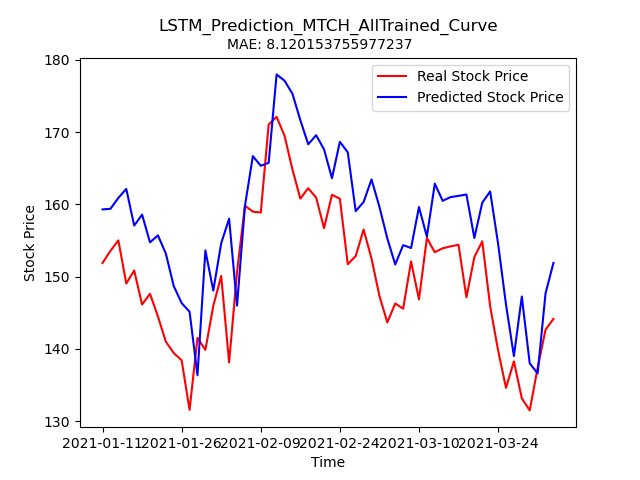 LSTM_Prediction_MTCH_AllTrained_Curve
MAE: 8.120153755977237
Real Stock Price
Predicted Stock Price
Stock Price
180
170
160
150
140
130
2021-01-11 2021-01-26 2021-02-09 2021-02-24 2021-03-10 2021-03-24
Time